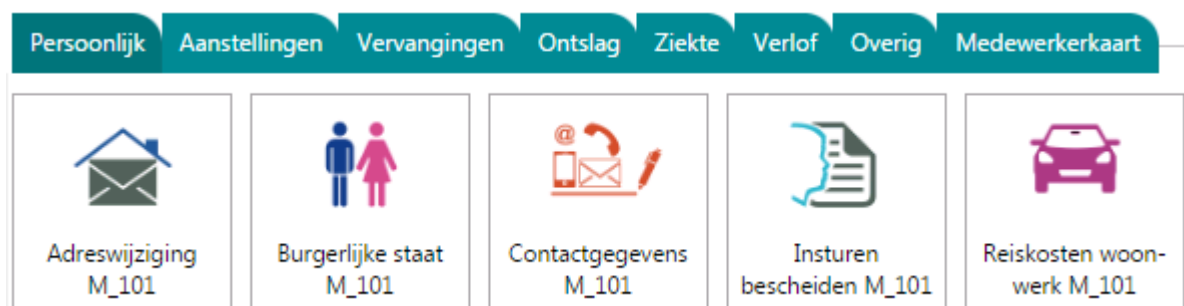 Persoonlijk Aanstellingen Vervangingen Ontslag Ziekte Verlof Overig Medewerkerkaart
@
Adreswijziging
M_101
Burgerlijke staat
M_101
Contactgegevens
M_101
Insturen
bescheiden M_101
Reiskosten woon-
werk M_101